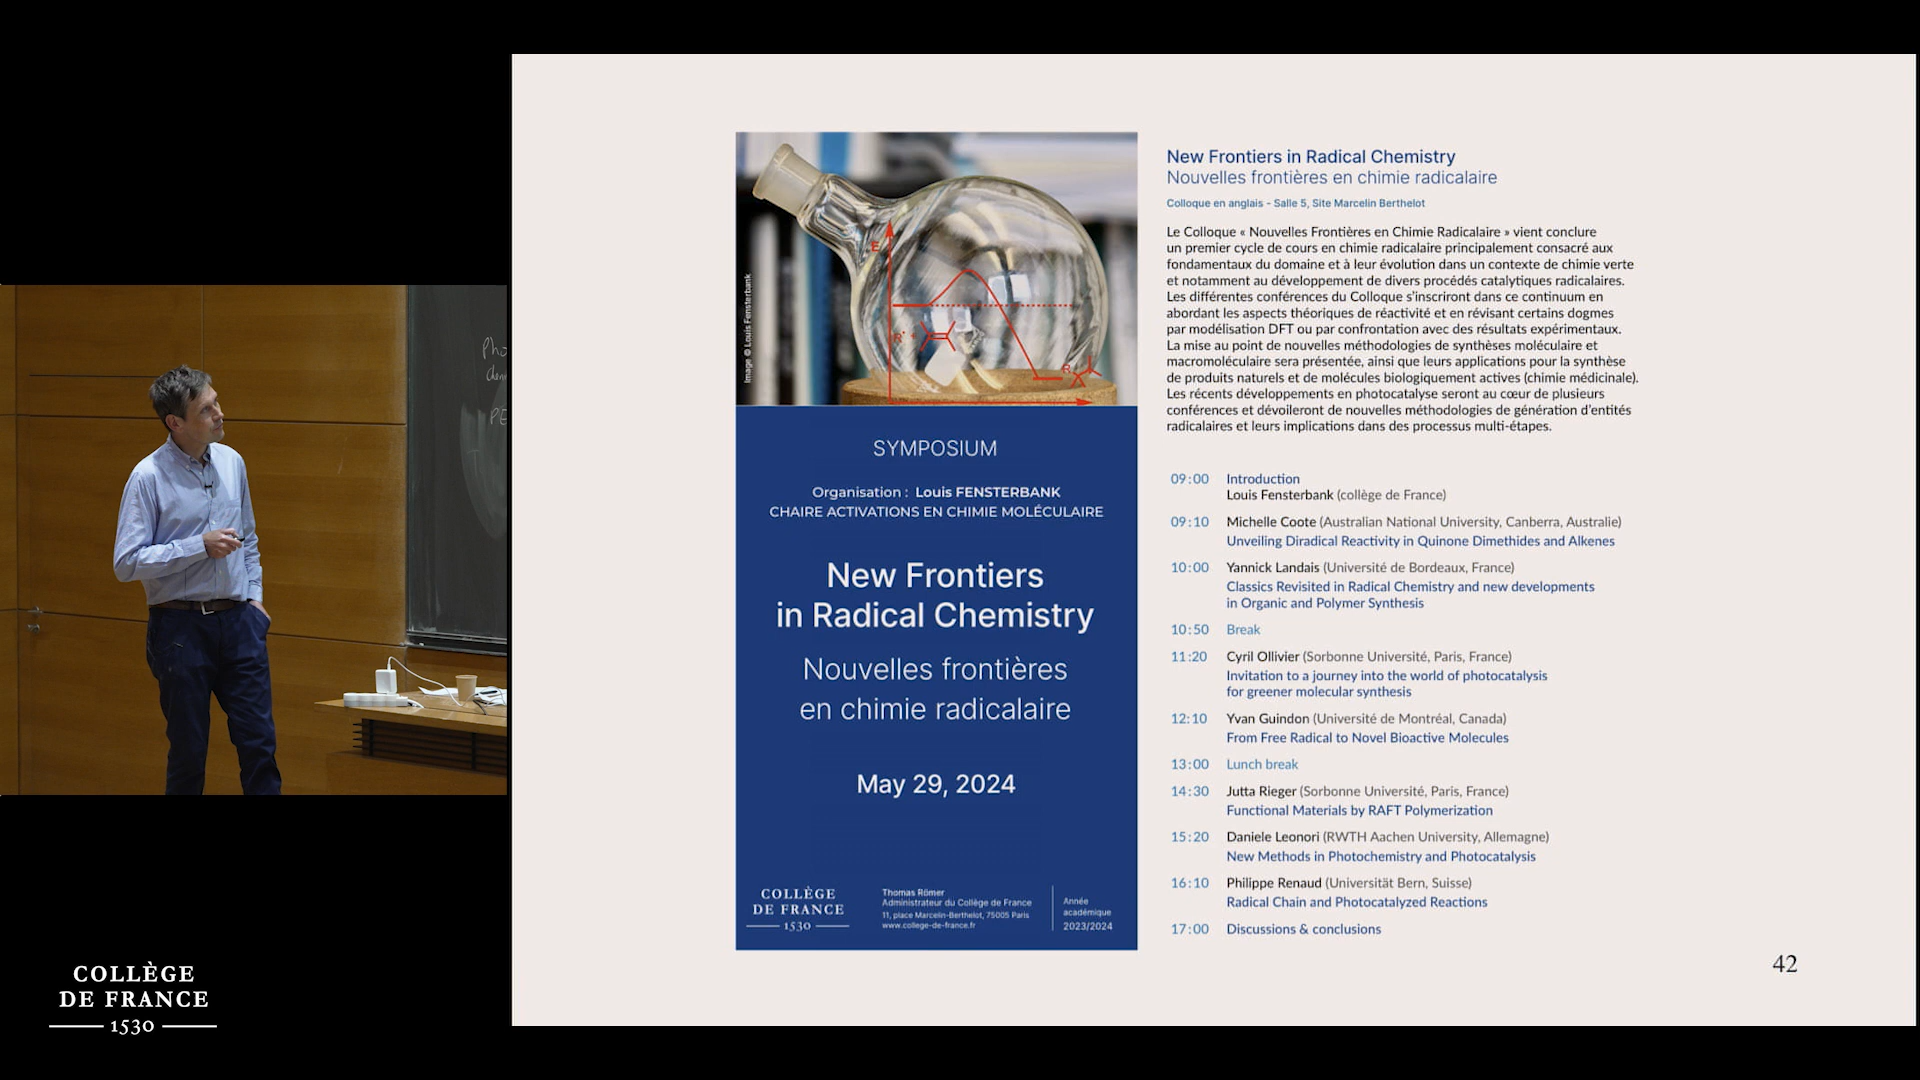 Pho
PE
Image © Louis Fensterbank
E
R
SYMPOSIUM
Organisation : Louis FENSTERBANK
CHAIRE ACTIVATIONS EN CHIMIE MOLÉCULAIRE
New Frontiers
in Radical Chemistry
Nouvelles frontières
en chimie radicalaire
May 29, 2024
COLLÈGE
DE FRANCE
1530
Thomas Römer
Administrateur du Collège de France
11, place Marcelin-Berthelot, 75005 Paris
www.college-de-france.fr
Année
académique
2023/2024
New Frontiers in Radical Chemistry
Nouvelles frontières en chimie radicalaire
Colloque en anglais - Salle 5, Site Marcelin Berthelot
Le Colloque « Nouvelles Frontières en Chimie Radicalaire » vient conclure
un premier cycle de cours en chimie radicalaire principalement consacré aux
fondamentaux du domaine et à leur évolution dans un contexte de chimie verte
et notamment au développement de divers procédés catalytiques radicalaires.
Les différentes conférences du Colloque s'inscriront dans ce continuum en
abordant les aspects théoriques de réactivité et en révisant certains dogmes
par modélisation DFT ou par confrontation avec des résultats expérimentaux.
La mise au point de nouvelles méthodologies de synthèses moléculaire et
macromoléculaire sera présentée, ainsi que leurs applications pour la synthèse
de produits naturels et de molécules biologiquement actives (chimie médicinale).
Les récents développements en photocatalyse seront au cœur de plusieurs
conférences et dévoileront de nouvelles méthodologies de génération d'entités
radicalaires et leurs implications dans des processus multi-étapes.
09:00 Introduction
Louis Fensterbank (collège de France)
09:10 Michelle Coote (Australian National University, Canberra, Australie)
Unveiling Diradical Reactivity in Quinone Dimethides and Alkenes
10:00 Yannick Landais (Université de Bordeaux, France)
Classics Revisited in Radical Chemistry and new developments
in Organic and Polymer Synthesis
10:50 Break
11:20 Cyril Ollivier (Sorbonne Université, Paris, France)
Invitation to a journey into the world of photocatalysis
for greener molecular synthesis
12:10 Yvan Guindon (Université de Montréal, Canada)
From Free Radical to Novel Bioactive Molecules
13:00 Lunch break
14:30 Jutta Rieger (Sorbonne Université, Paris, France)
Functional Materials by RAFT Polymerization
15:20 Daniele Leonori (RWTH Aachen University, Allemagne)
New Methods in Photochemistry and Photocatalysis
16:10 Philippe Renaud (Universität Bern, Suisse)
Radical Chain and Photocatalyzed Reactions
17:00 Discussions & conclusions
42
COLLÈGE
DE FRANCE
1530